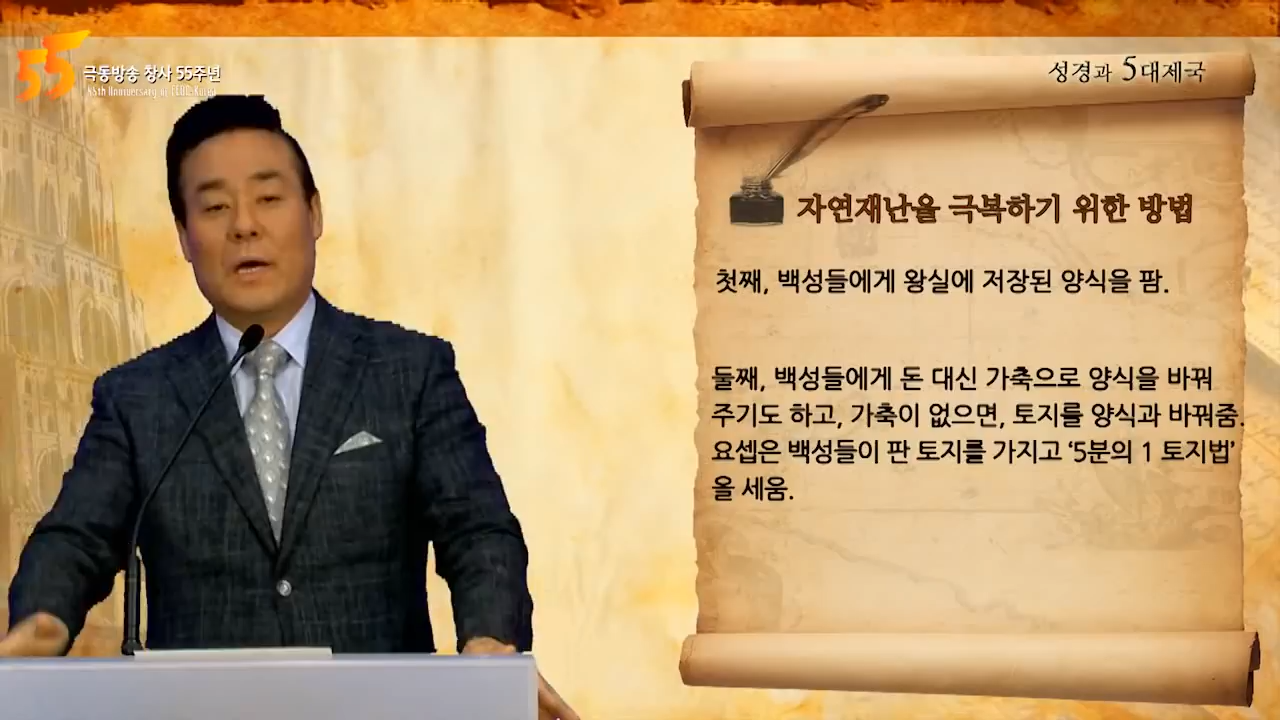 55
극동방송 창사 55주년
55th Anniversary of FEBC-Korea
성경과 5대제국
자연재난을 극복하기 위한 방법
첫째, 백성들에게 왕실에 저장된 양식을 팜.
둘째, 백성들에게 돈 대신 가축으로 양식을 바꿔
주기도 하고, 가축이 없으면, 토지를 양식과 바꿔줌.
요셉은 백성들이 판 토지를 가지고 ‘5분의 1 토지법’
을 세움.